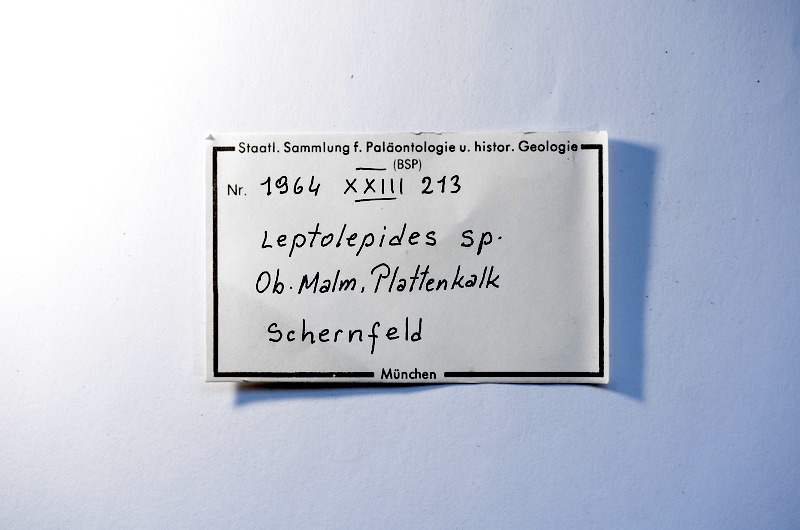 Staatl. Sammlung f. Paläontologie u. histor. Geologie
(BSP)
Nr. 1964 XXIII 213
Leptolepides sp.
Ob. Malm, Plattenkalk
Schernfeld
München